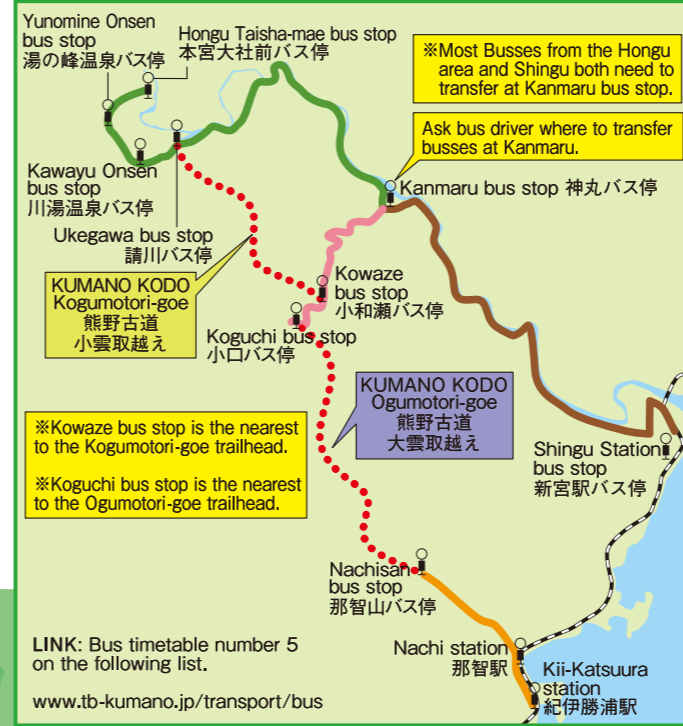 Yunomine Onsen
bus stop
湯の峰温泉バス停
Hongu Taisha-mae bus stop
本宮大社前バス停
※Most Busses from the Hongu
area and Shingu both need to
transfer at Kanmaru bus stop.
Ask bus driver where to transfer
busses at Kanmaru.
Kawayu Onsen
bus stop
川湯温泉バス停
Kanmaru bus stop 神丸バス停
Ukegawa bus stop
請川バス停
KUMANO KODO
Kogumotori-goe
熊野古道
小雲取越え
Kowaze
bus stop
小和瀬バス停
Koguchi bus stop
小口バス停
KUMANO KODO
Ogumotori-goe
熊野古道
大雲取越え
※Kowaze bus stop is the nearest
to the Kogumotori-goe trailhead.
※Koguchi bus stop is the nearest
to the Ogumotori-goe trailhead.
Shingu Station
bus stop
新宮駅バス停
Nachisan
bus stop
那智山バス停
LINK: Bus timetable number 5
on the following list.
www.tb-kumano.jp/transport/bus
Nachi station
那智駅
Kii-Katsuura
station
紀伊勝浦駅